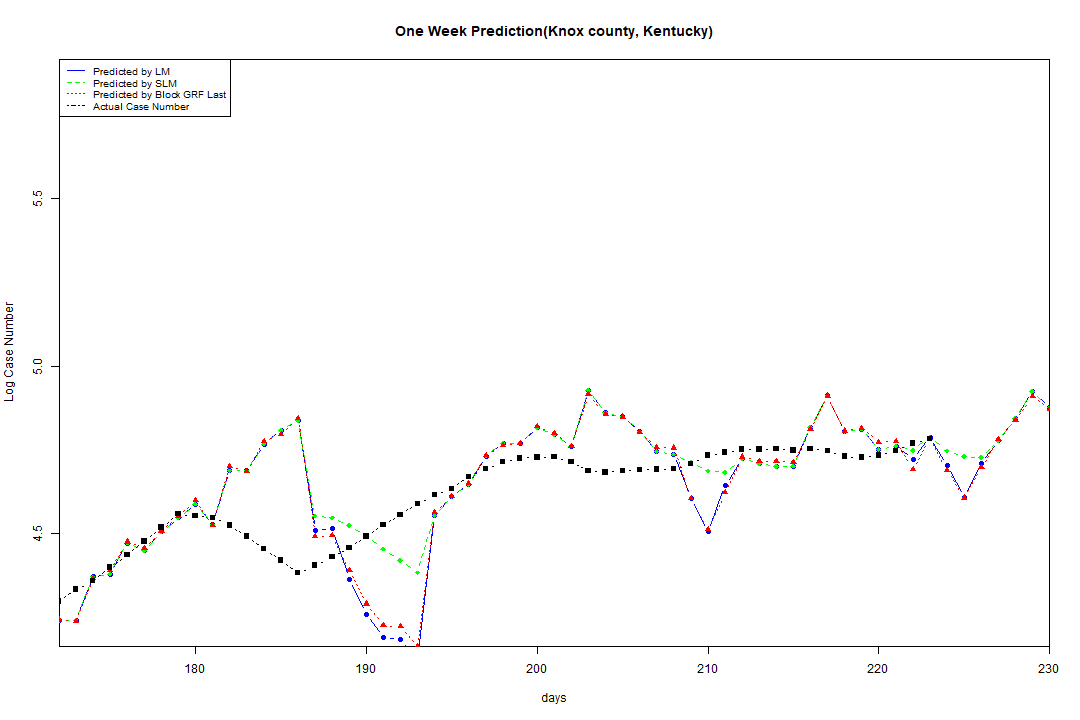 One Week Prediction(Knox county, Kentucky)
Predicted by LM
Predicted by SLM
Predicted by Block GRF Last
Actual Case Number
5.5
5.0
4.5
Log Case Number
180 190 200 210 220 230
days